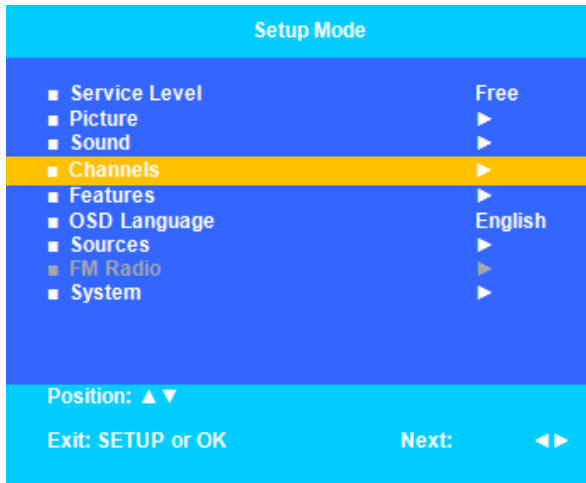 Setup Mode
■ Service Level Free
■ Picture ►
■ Sound ►
■ Channels ►
■ Features ►
■ OSD Language English
■ Sources ►
■ FM Radio ►
■ System ►
Position: ▲▼
Exit: SETUP or OK Next: ◄►